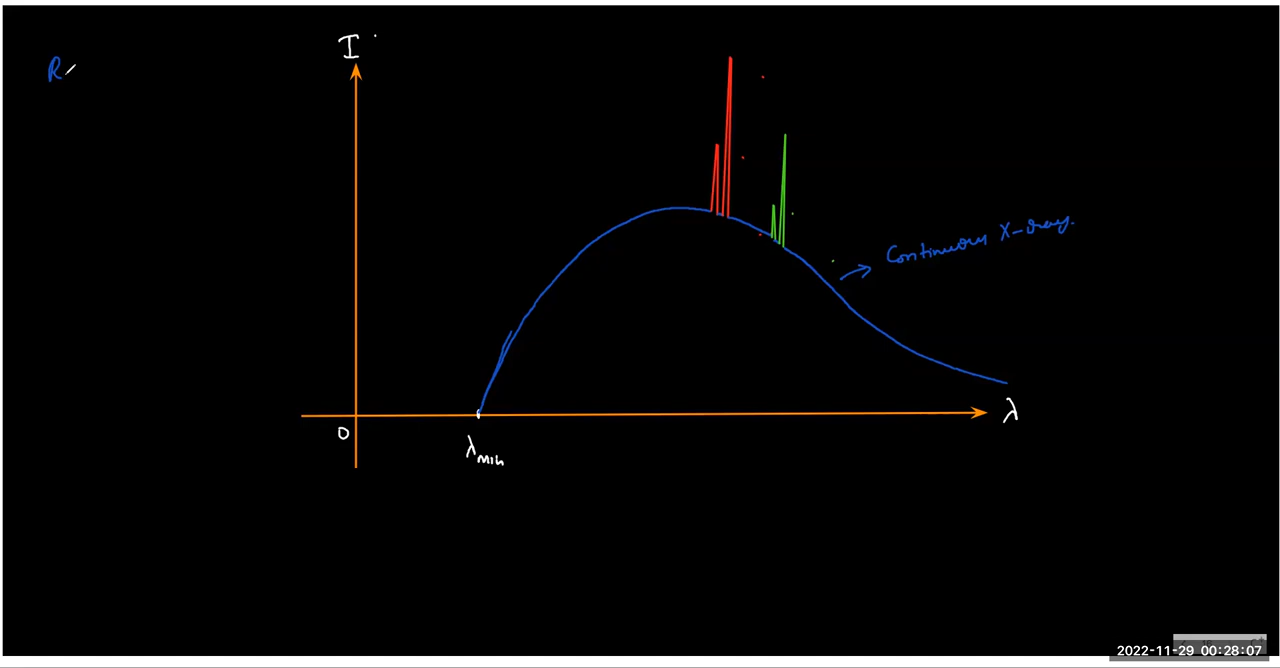 I
R
Continuous X-ray.
λ
0
λmin
2022-11-29 00:28:07